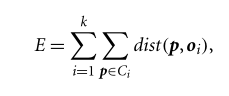 E = \sum_{i=1}^{k} \sum_{p \in C_i} dist(p, o_i),